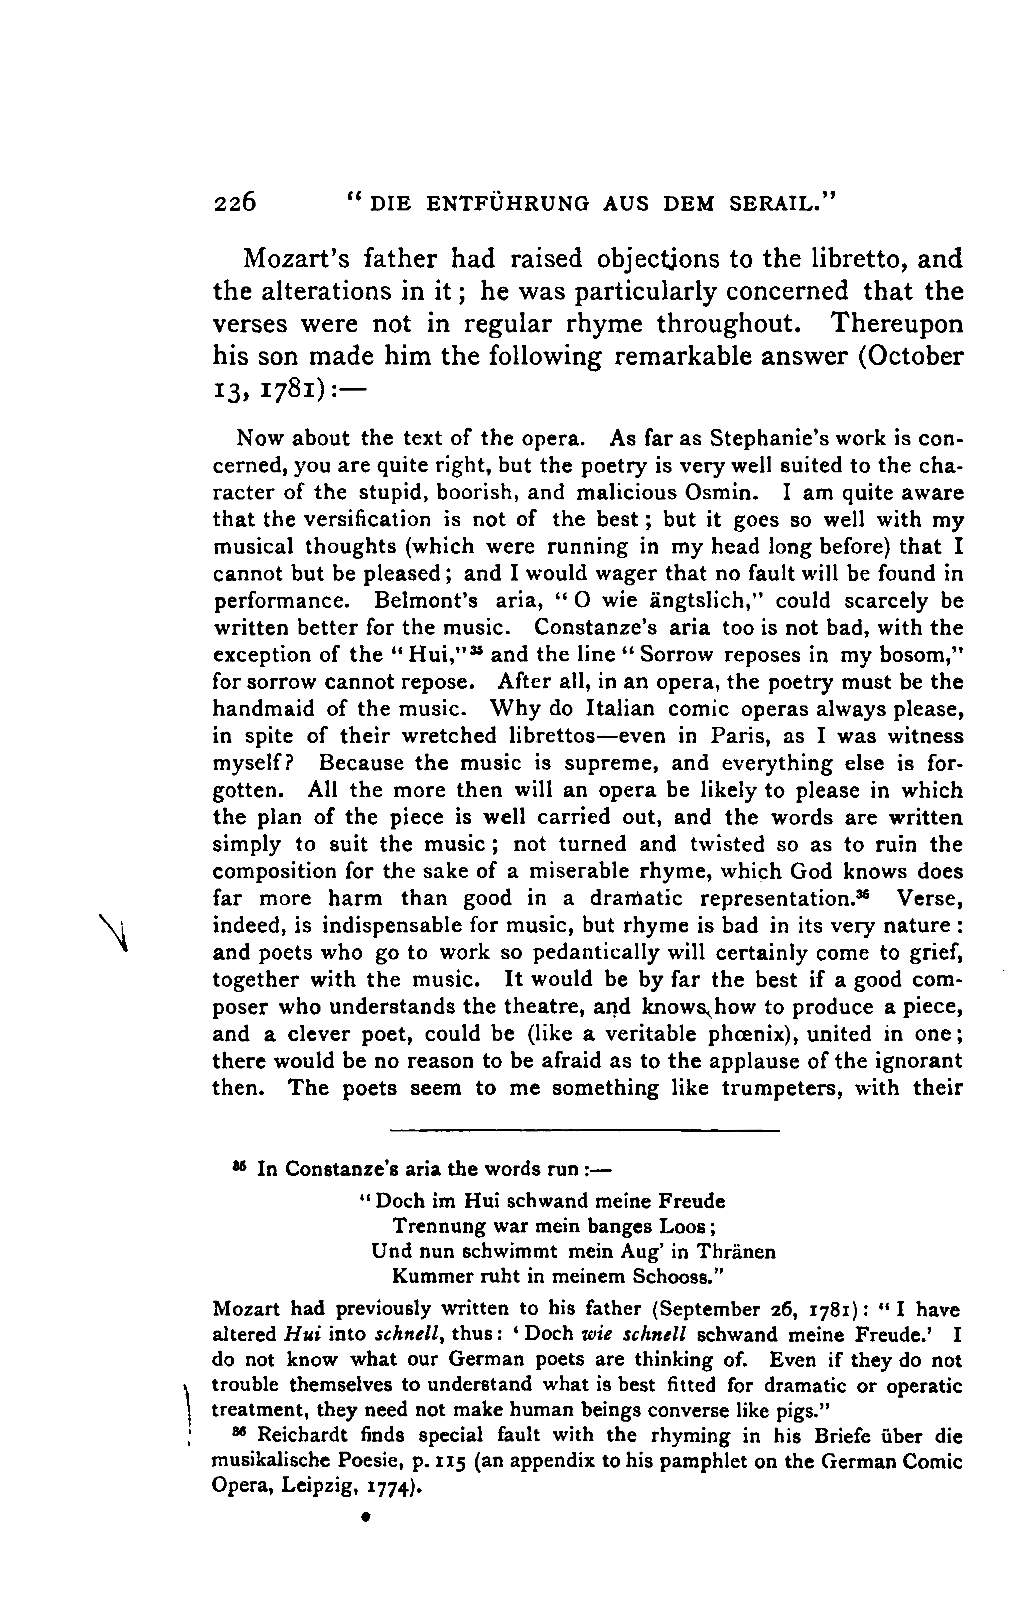 226 “ DIE ENTFÜHRUNG AUS DEM SERAIL.”
Mozart’s father had raised objections to the libretto, and
the alterations in it ; he was particularly concerned that the
verses were not in regular rhyme throughout. Thereupon
his son made him the following remarkable answer (October
13, 1781) :—
Now about the text of the opera. As far as Stephanie’s work is con-
cerned, you are quite right, but the poetry is very well suited to the cha-
racter of the stupid, boorish, and malicious Osmin. I am quite aware
that the versification is not of the best ; but it goes so well with my
musical thoughts (which were running in my head long before) that I
cannot but be pleased ; and I would wager that no fault will be found in
performance. Belmont’s aria, “ O wie ängtslich,” could scarcely be
written better for the music. Constanze’s aria too is not bad, with the
exception of the “ Hui,”³⁵ and the line “ Sorrow reposes in my bosom,”
for sorrow cannot repose. After all, in an opera, the poetry must be the
handmaid of the music. Why do Italian comic operas always please,
in spite of their wretched librettos—even in Paris, as I was witness
myself? Because the music is supreme, and everything else is for-
gotten. All the more then will an opera be likely to please in which
the plan of the piece is well carried out, and the words are written
simply to suit the music ; not turned and twisted so as to ruin the
composition for the sake of a miserable rhyme, which God knows does
far more harm than good in a dramatic representation.³⁶ Verse,
indeed, is indispensable for music, but rhyme is bad in its very nature :
and poets who go to work so pedantically will certainly come to grief,
together with the music. It would be by far the best if a good com-
poser who understands the theatre, and knows how to produce a piece,
and a clever poet, could be (like a veritable phœnix), united in one ;
there would be no reason to be afraid as to the applause of the ignorant
then. The poets seem to me something like trumpeters, with their
³⁵ In Constanze’s aria the words run :—
“ Doch im Hui schwand meine Freude
Trennung war mein banges Loos ;
Und nun schwimmt mein Aug’ in Thränen
Kummer ruht in meinem Schooss.”
Mozart had previously written to his father (September 26, 1781) : “ I have
altered Hui into schnell, thus : ‘ Doch wie schnell schwand meine Freude.’ I
do not know what our German poets are thinking of. Even if they do not
trouble themselves to understand what is best fitted for dramatic or operatic
treatment, they need not make human beings converse like pigs.”
³⁶ Reichardt finds special fault with the rhyming in his Briefe über die
musikalische Poesie, p. 115 (an appendix to his pamphlet on the German Comic
Opera, Leipzig, 1774).